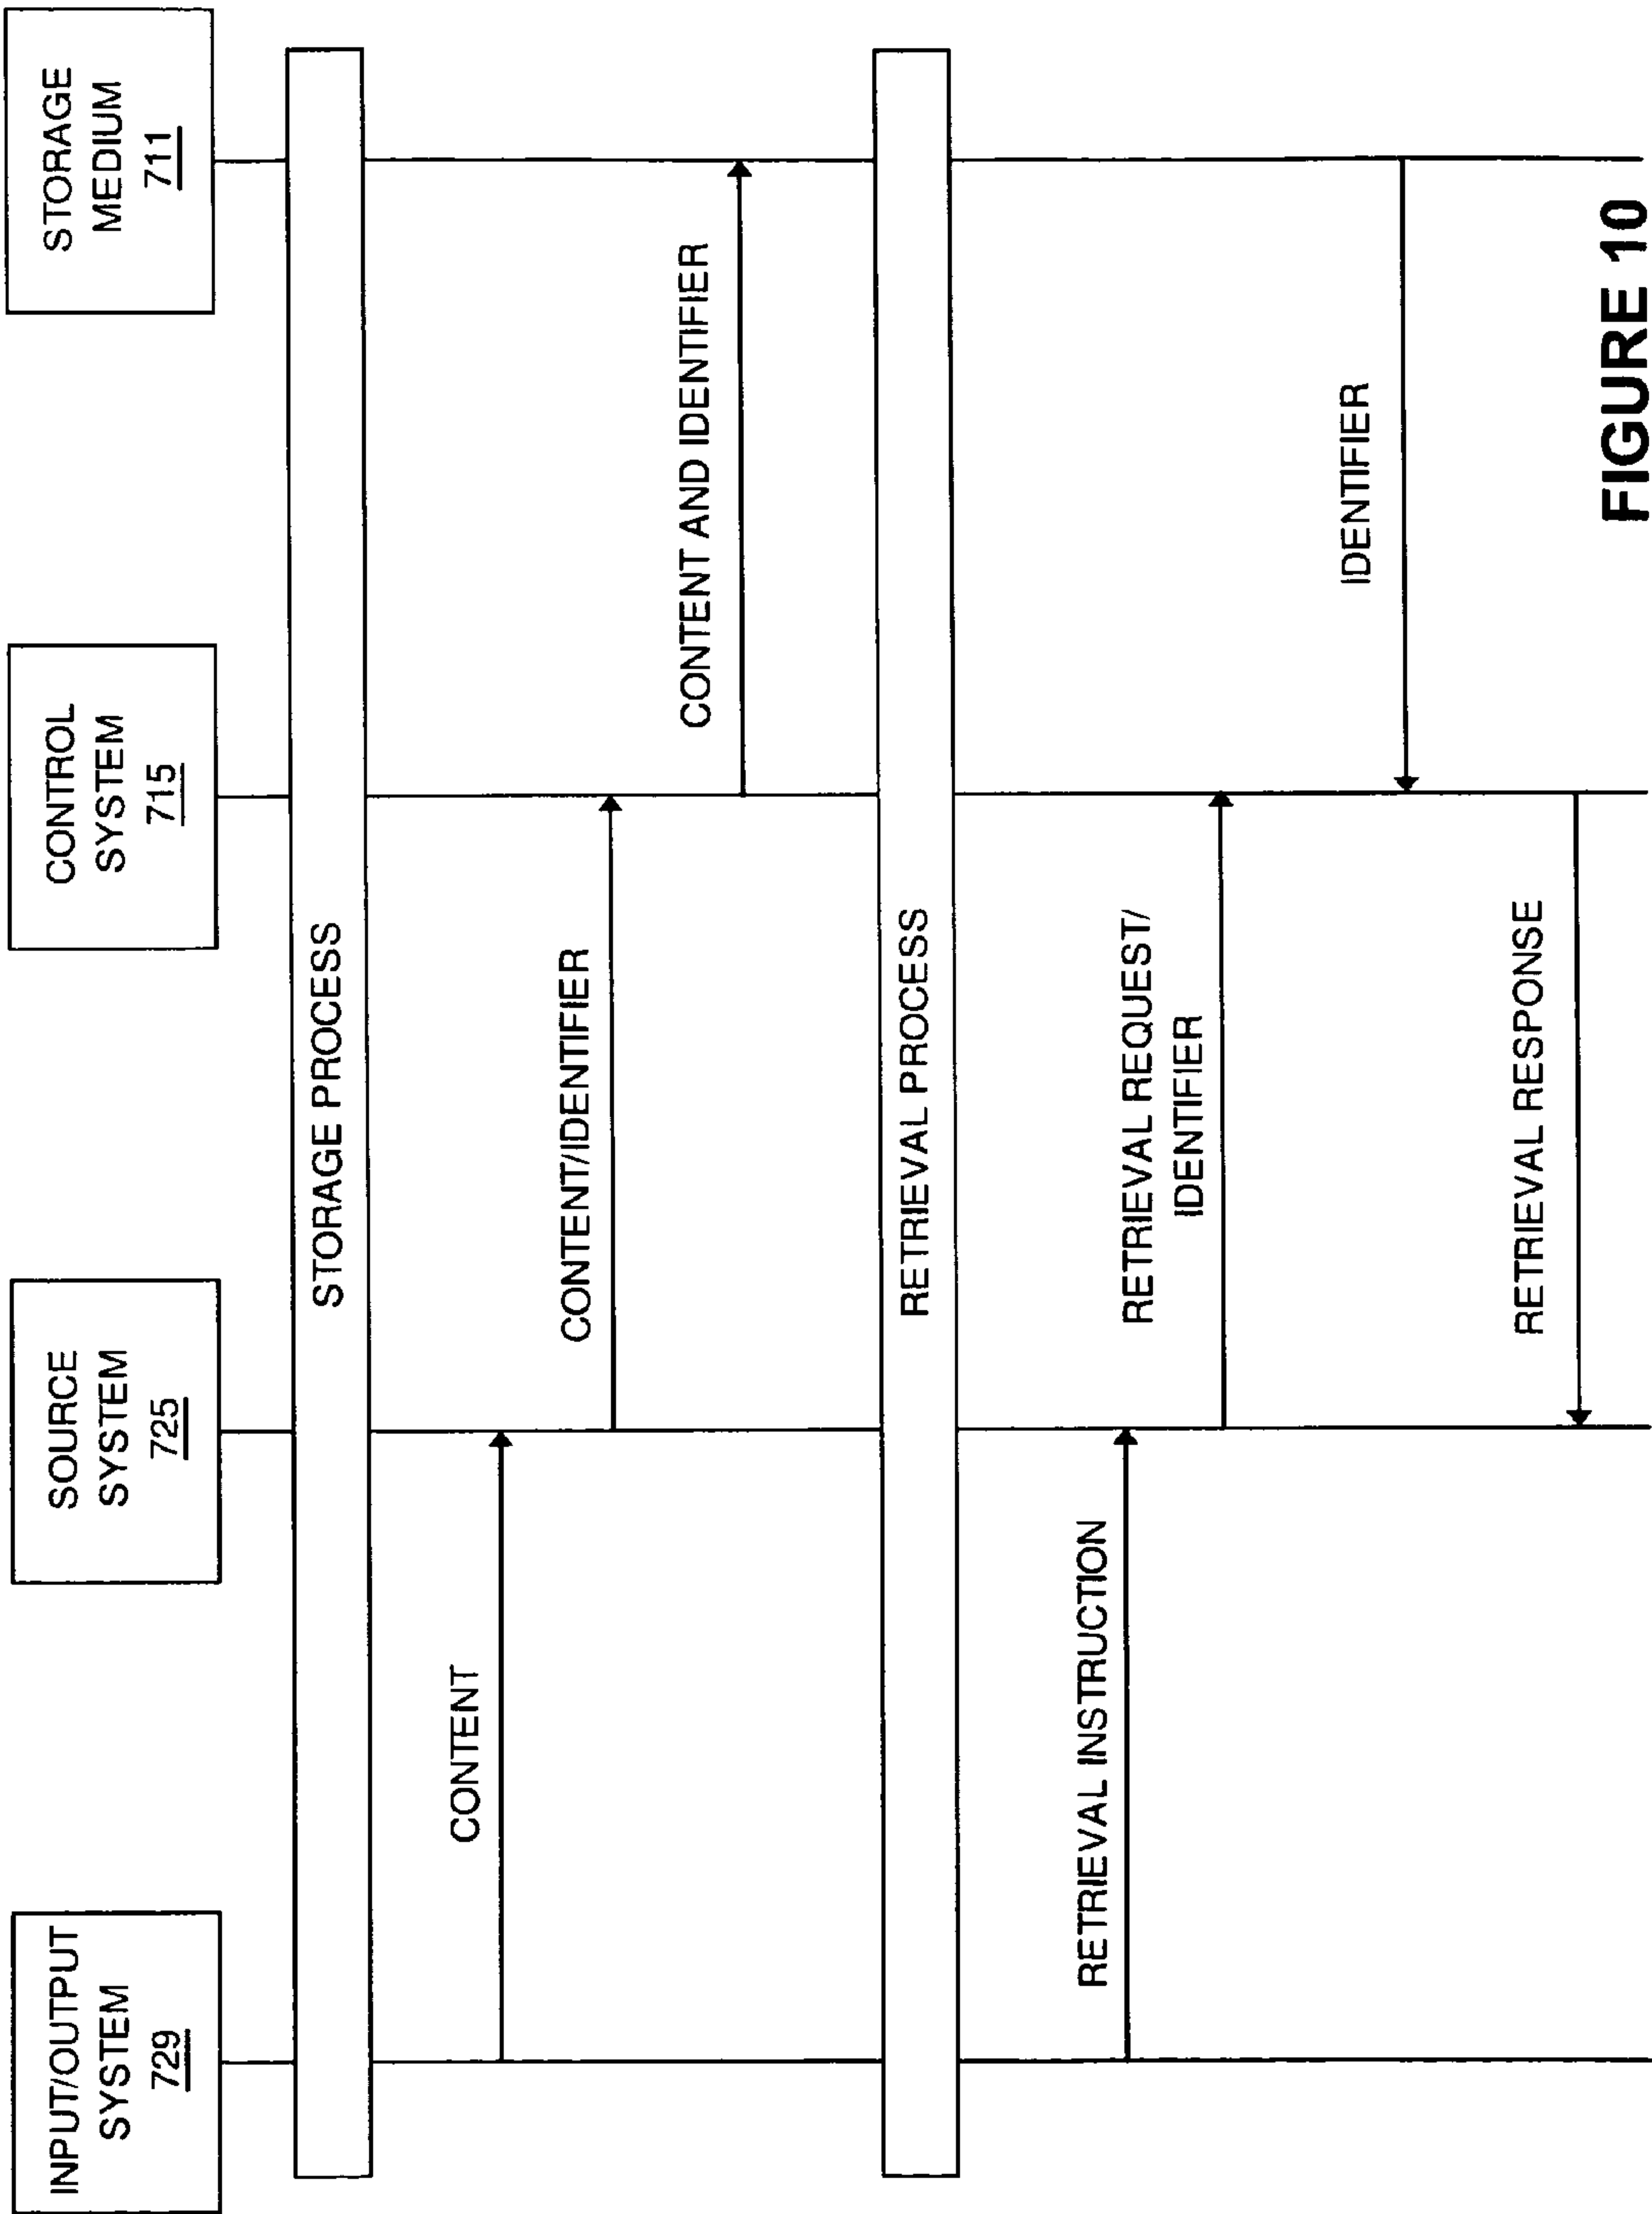 INPUT/OUTPUT
SYSTEM
729
SOURCE
SYSTEM
725
CONTROL
SYSTEM
715
STORAGE
MEDIUM
711
STORAGE PROCESS
CONTENT
CONTENT/IDENTIFIER
CONTENT AND IDENTIFIER
RETRIEVAL PROCESS
RETRIEVAL INSTRUCTION
RETRIEVAL REQUEST/
IDENTIFIER
IDENTIFIER
RETRIEVAL RESPONSE
FIGURE 10